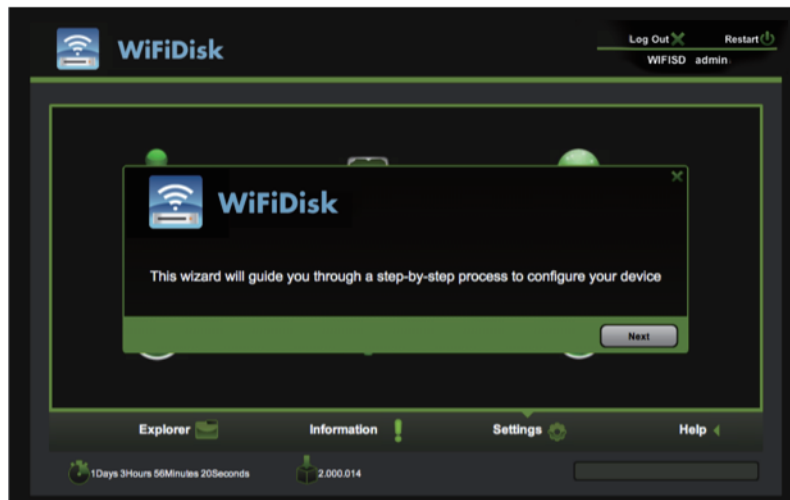 WiFiDisk
Log Out Restart
WIFISD admin
WiFiDisk
This wizard will guide you through a step-by-step process to configure your device
Next
Explorer Information Settings Help
1Days 3Hours 56Minutes 20Seconds 2.000.014